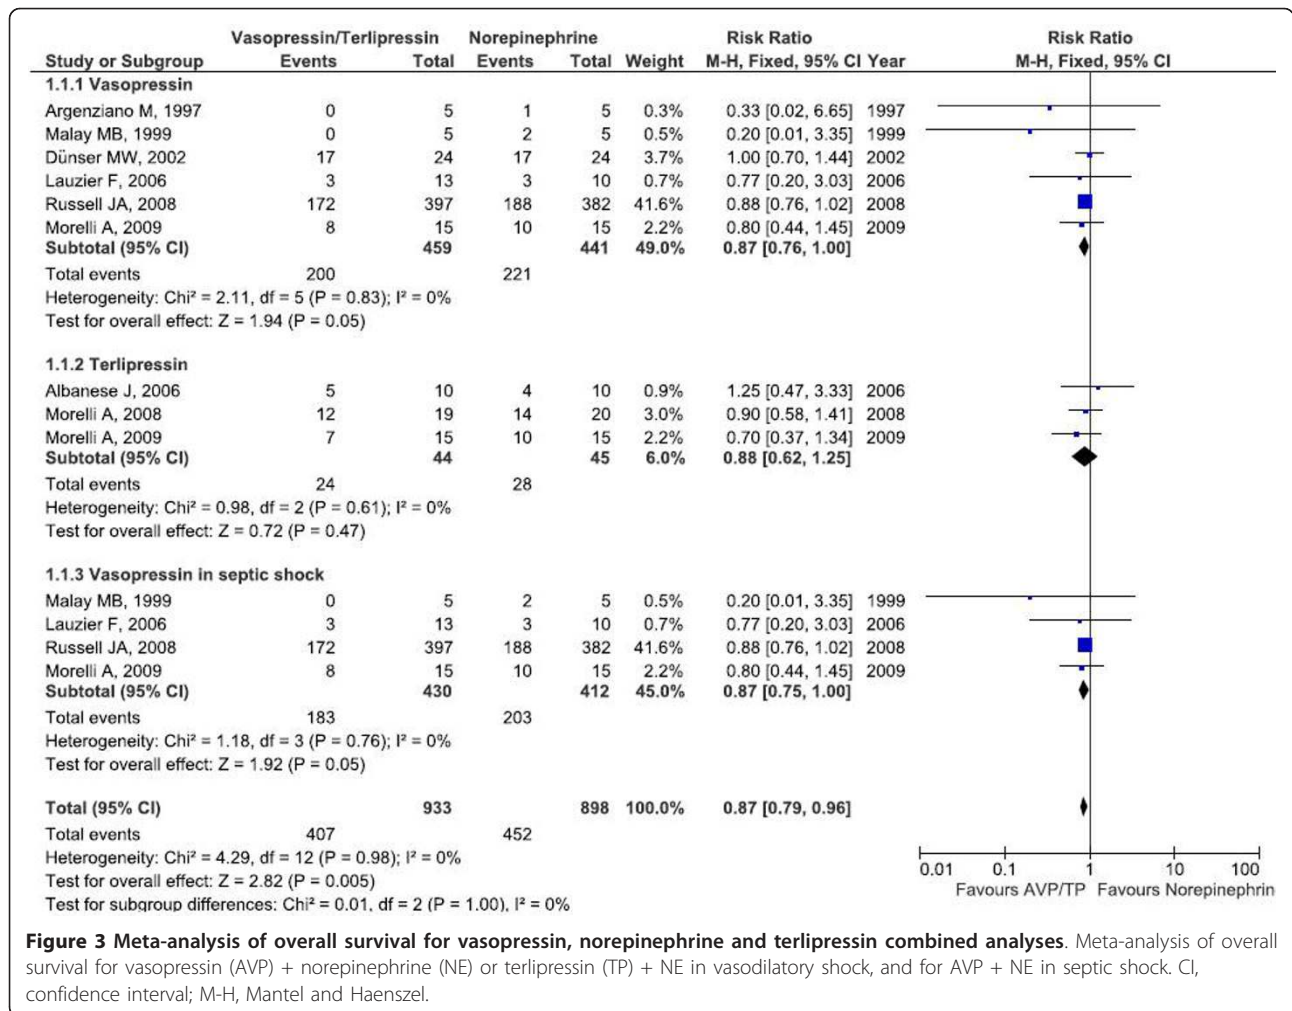 Vasopressin/Terlipressin Norepinephrine Risk Ratio Risk Ratio
Study or Subgroup Events Total Events Total Weight M-H, Fixed, 95% CI Year M-H, Fixed, 95% CI
1.1.1 Vasopressin
Argenziano M, 1997 0 5 1 5 0.3% 0.33 [0.02, 6.65] 1997
Malay MB, 1999 0 5 2 5 0.5% 0.20 [0.01, 3.35] 1999
Dünser MW, 2002 17 24 17 24 3.7% 1.00 [0.70, 1.44] 2002
Lauzier F, 2006 3 13 3 10 0.7% 0.77 [0.20, 3.03] 2006
Russell JA, 2008 172 397 188 382 41.6% 0.88 [0.76, 1.02] 2008
Morelli A, 2009 8 15 10 15 2.2% 0.80 [0.44, 1.45] 2009
Subtotal (95% CI) 459 441 49.0% 0.87 [0.76, 1.00]
Total events 200 221
Heterogeneity: Chi² = 2.11, df = 5 (P = 0.83); I² = 0%
Test for overall effect: Z = 1.94 (P = 0.05)
1.1.2 Terlipressin
Albanese J, 2006 5 10 4 10 0.9% 1.25 [0.47, 3.33] 2006
Morelli A, 2008 12 19 14 20 3.0% 0.90 [0.58, 1.41] 2008
Morelli A, 2009 7 15 10 15 2.2% 0.70 [0.37, 1.34] 2009
Subtotal (95% CI) 44 45 6.0% 0.88 [0.62, 1.25]
Total events 24 28
Heterogeneity: Chi² = 0.98, df = 2 (P = 0.61); I² = 0%
Test for overall effect: Z = 0.72 (P = 0.47)
1.1.3 Vasopressin in septic shock
Malay MB, 1999 0 5 2 5 0.5% 0.20 [0.01, 3.35] 1999
Lauzier F, 2006 3 13 3 10 0.7% 0.77 [0.20, 3.03] 2006
Russell JA, 2008 172 397 188 382 41.6% 0.88 [0.76, 1.02] 2008
Morelli A, 2009 8 15 10 15 2.2% 0.80 [0.44, 1.45] 2009
Subtotal (95% CI) 430 412 45.0% 0.87 [0.75, 1.00]
Total events 183 203
Heterogeneity: Chi² = 1.18, df = 3 (P = 0.76); I² = 0%
Test for overall effect: Z = 1.92 (P = 0.05)
Total (95% CI) 933 898 100.0% 0.87 [0.79, 0.96]
Total events 407 452
Heterogeneity: Chi² = 4.29, df = 12 (P = 0.98); I² = 0%
Test for overall effect: Z = 2.82 (P = 0.005)
Test for subgroup differences: Chi² = 0.01, df = 2 (P = 1.00), I² = 0%
0.01 0.1 1 10 100
Favours AVP/TP Favours Norepinephrin
Figure 3 Meta-analysis of overall survival for vasopressin, norepinephrine and terlipressin combined analyses. Meta-analysis of overall
survival for vasopressin (AVP) + norepinephrine (NE) or terlipressin (TP) + NE in vasodilatory shock, and for AVP + NE in septic shock. CI,
confidence interval; M-H, Mantel and Haenszel.